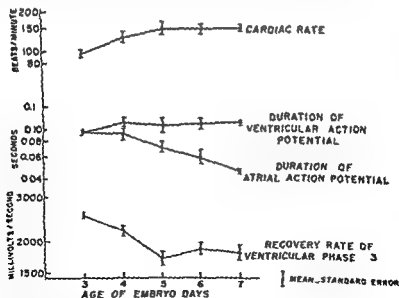 200
150
100
80
BEATS/MINUTE
CARDIAC RATE
0.1
0.10
0.08
0.06
0.04
SECONDS
DURATION OF
VENTRICULAR ACTION
POTENTIAL
DURATION OF
ATRIAL ACTION POTENTIAL
3000
2000
1500
MILLIVOLTS/SECOND
RECOVERY RATE OF
VENTRICULAR PHASE 3
3 4 5 6 7
AGE OF EMBRYO DAYS
MEAN STANDARD ERROR